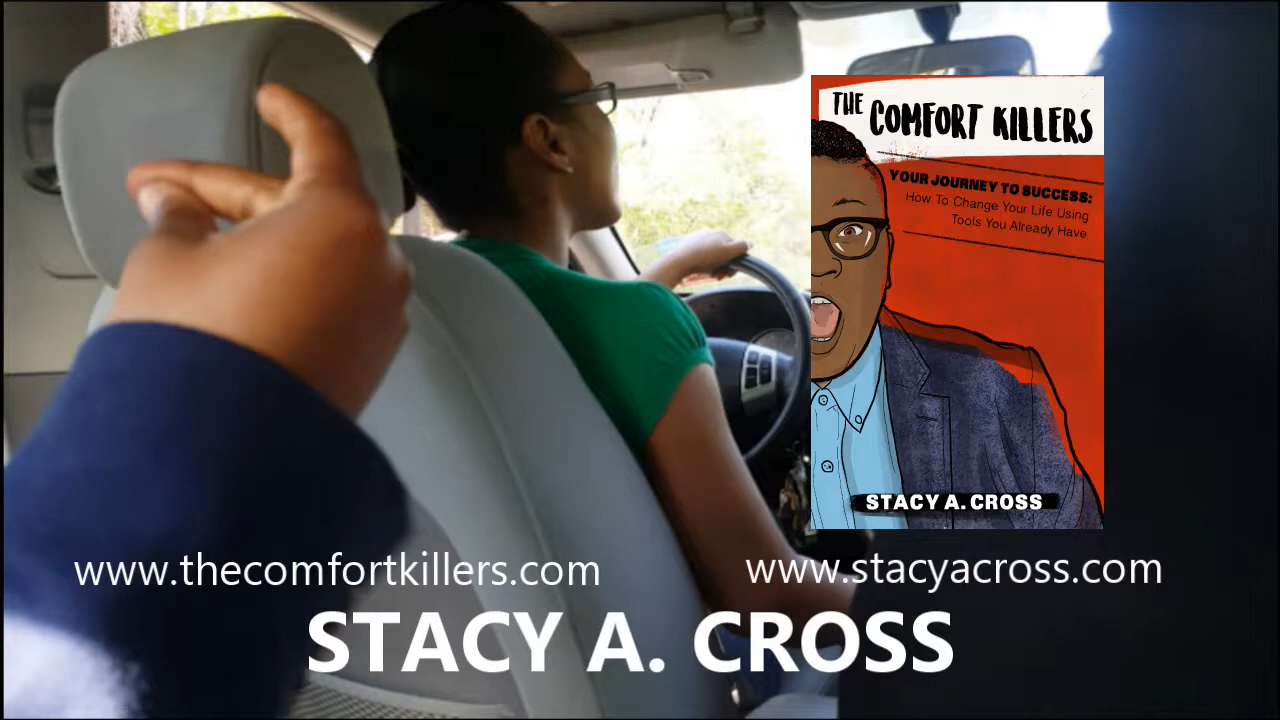 THE COMFORT KILLERS
YOUR JOURNEY TO SUCCESS:
How To Change Your Life Using
Tools You Already Have
STACY A. CROSS
www.thecomfortkillers.com
www.stacyacross.com
STACY A. CROSS